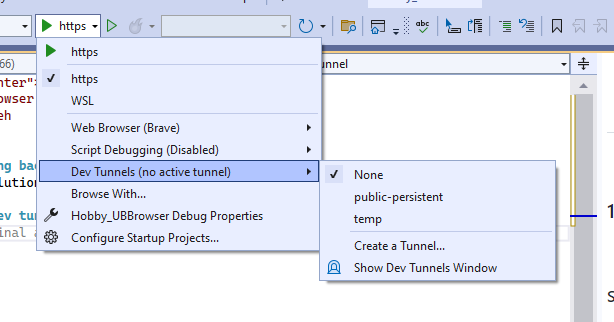 https
abc
https
66)
unnel
https
nter"=
WSL
rowser
eh
Web Browser (Brave)
Script Debugging (Disabled)
ng bac
Dev Tunnels (no active tunnel)
None
lution
Browse With...
public-persistent
ev tun
Hobby_UBBrowser Debug Properties
temp
inal a
Configure Startup Projects...
Create a Tunnel...
Show Dev Tunnels Window